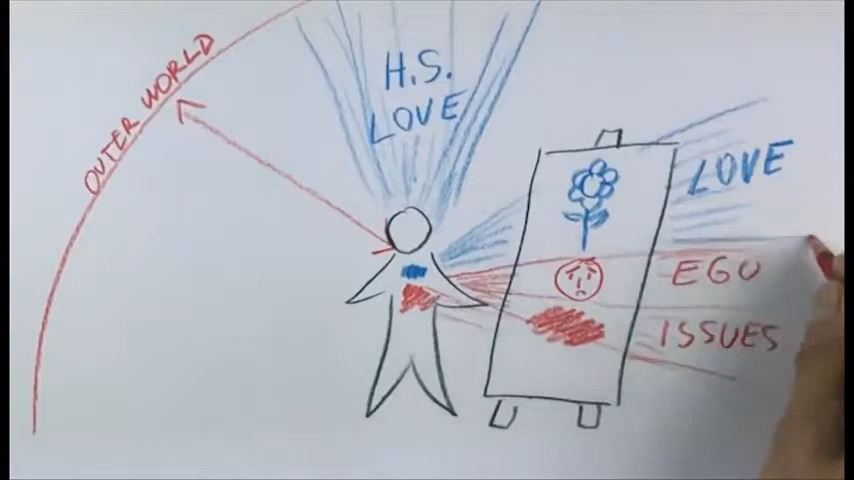 OUTER WORLD
H.S.
LOVE
LOVE
EGO
ISSUES